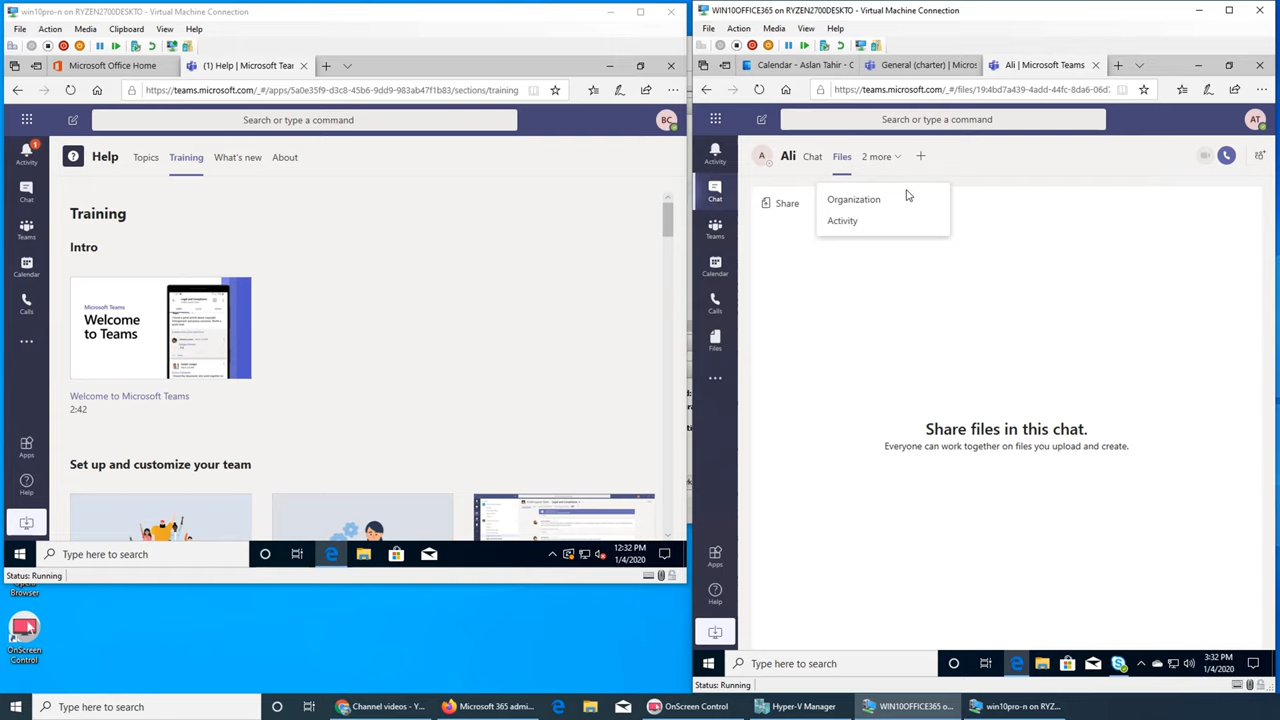 win10pro-n on RYZEN2700DESKTO - Virtual Machine Connection
File Action Media Clipboard View Help
Microsoft Office Home
(1) Help | Microsoft Tear
https://teams.microsoft.com/_#/apps/5a0e35f9-d3c8-45b6-9dd9-983ab47f1b83/sections/training
Search or type a command
BC
1
Activity
Chat
Teams
Calendar
Calls
Apps
Help
Help Topics Training What's new About
Training
Intro
Microsoft Teams
Welcome
to Teams
Welcome to Microsoft Teams
2:42
Set up and customize your team
Type here to search
12:32 PM
1/4/2020
Status: Running
WIN10OFFICE365 on RYZEN2700DESKTO - Virtual Machine Connection
File Action Media View Help
Calendar - Aslan Tahir - C
General (charter) | Micros
Ali | Microsoft Teams
https://teams.microsoft.com/_#/files/19:4bd7a439-4add-44fc-8da6-06d7
Search or type a command
AT
Activity
Chat
Teams
Calendar
Calls
Files
Apps
Help
A Ali Chat Files 2 more
Share
Organization
Activity
Share files in this chat.
Everyone can work together on files you upload and create.
Type here to search
3:32 PM
1/4/2020
Status: Running
Browser
OnScreen
Control
Type here to search
Channel videos - Y...
Microsoft 365 admi...
OnScreen Control
Hyper-V Manager
WIN10OFFICE365 o...
win10pro-n on RYZ...